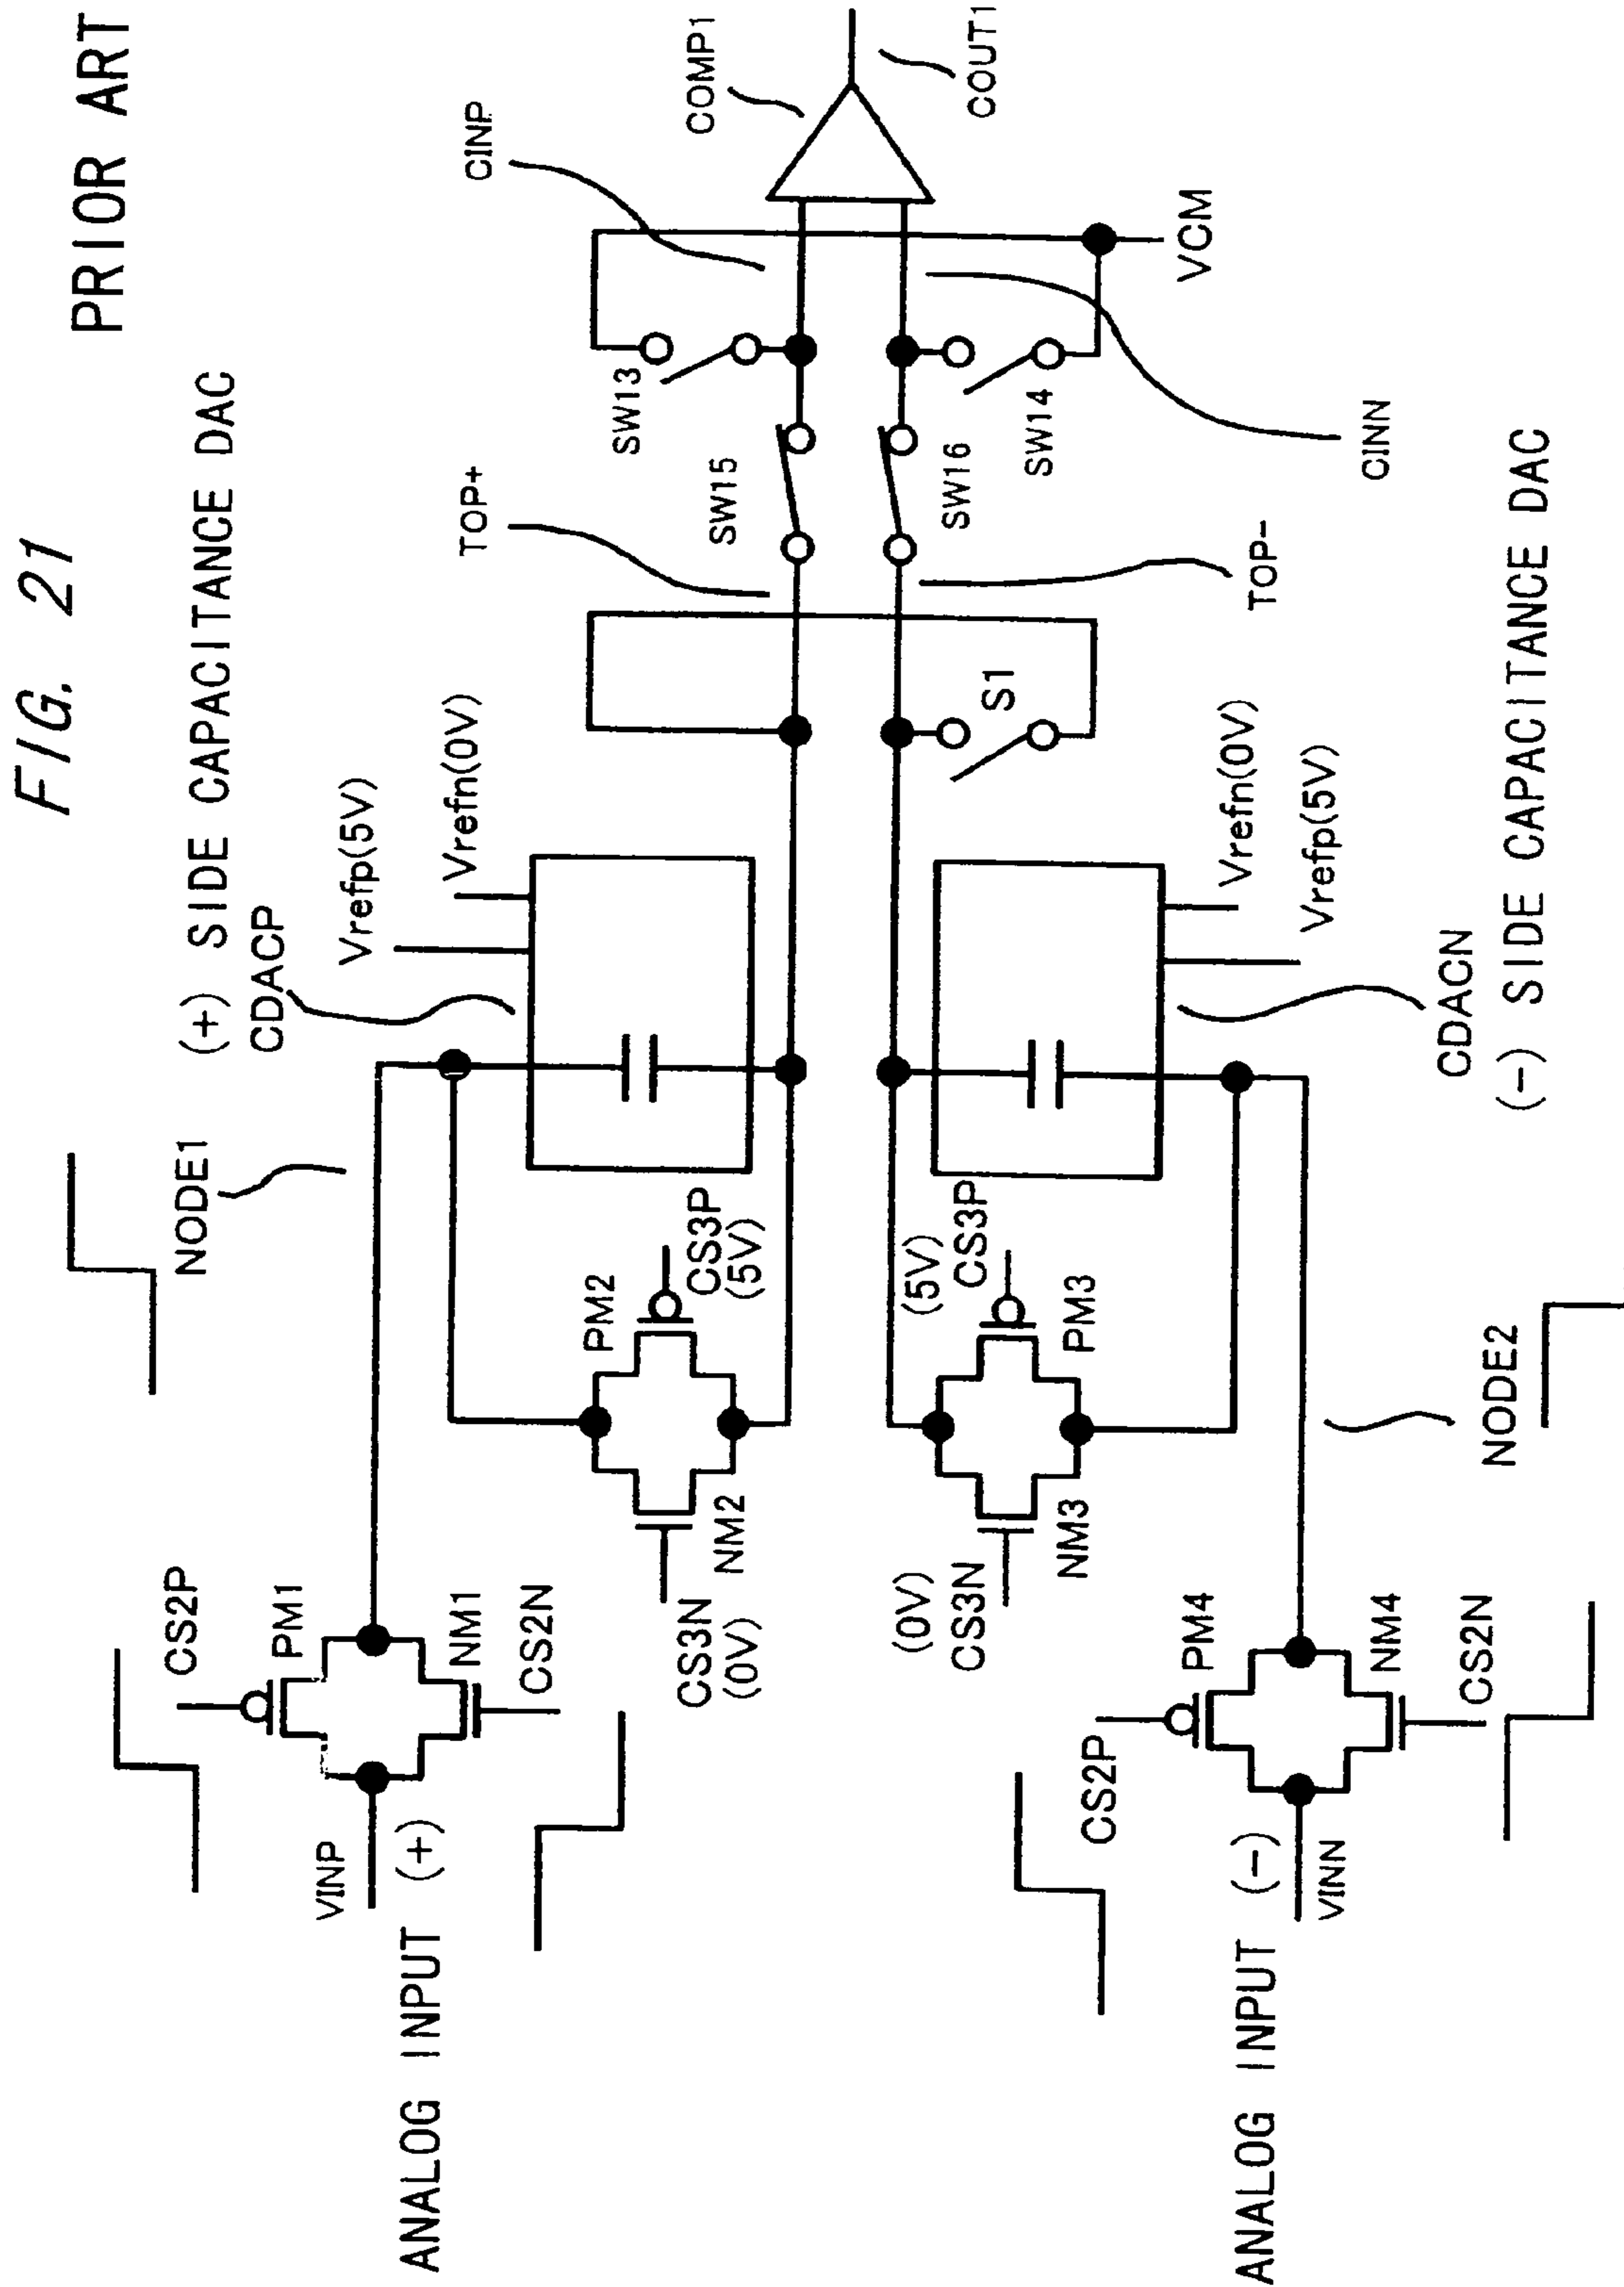 FIG. 21
PRIOR ART
(+) SIDE CAPACITANCE DAC
CDACP
Vrefp(5V)
Vrefn(0V)
NODE1
CS2P
PM1
NM1
CS2N
VINP
ANALOG INPUT (+)
PM2
NM2
CS3P
(5V)
CS3N
(0V)
TOP+
SW15
SW13
CINP
COMP1
COUT1
S1
TOP-
SW16
SW14
CINN
VCM
(5V)
CS3P
PM3
(0V)
CS3N
NM3
Vrefn(0V)
Vrefp(5V)
CDACN
(-) SIDE CAPACITANCE DAC
NODE2
CS2P
PM4
NM4
CS2N
ANALOG INPUT (-)
VINN